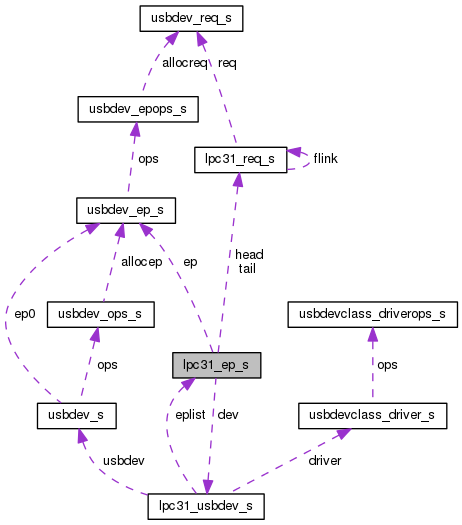 usbdev_req_s
allocreq
req
usbdev_epops_s
lpc31_req_s
flink
ops
usbdev_ep_s
allocep
ep
head
tail
ep0
usbdev_ops_s
usbdevclass_driverops_s
ops
lpc31_ep_s
ops
usbdev_s
eplist
dev
usbdevclass_driver_s
usbdev
driver
lpc31_usbdev_s